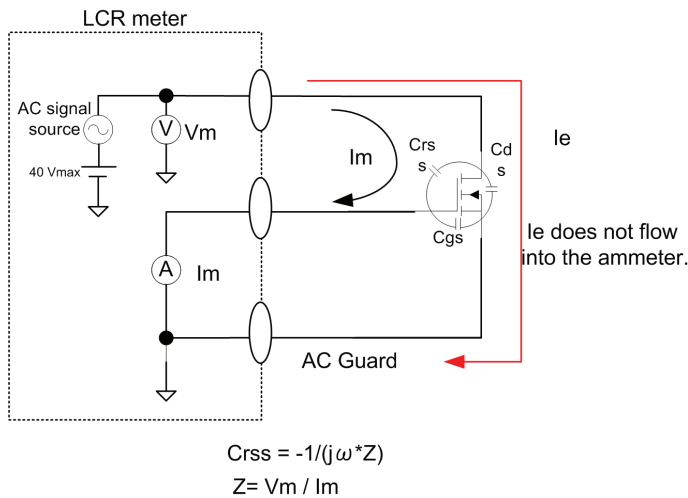 LCR meter
AC signal
source
V
Vm
40 Vmax
Im
Crs
s
Cd
s
Cgs
Ie
Ie does not flow
into the ammeter.
A
Im
AC Guard
Crss = -1/(jω*Z)
Z= Vm / Im